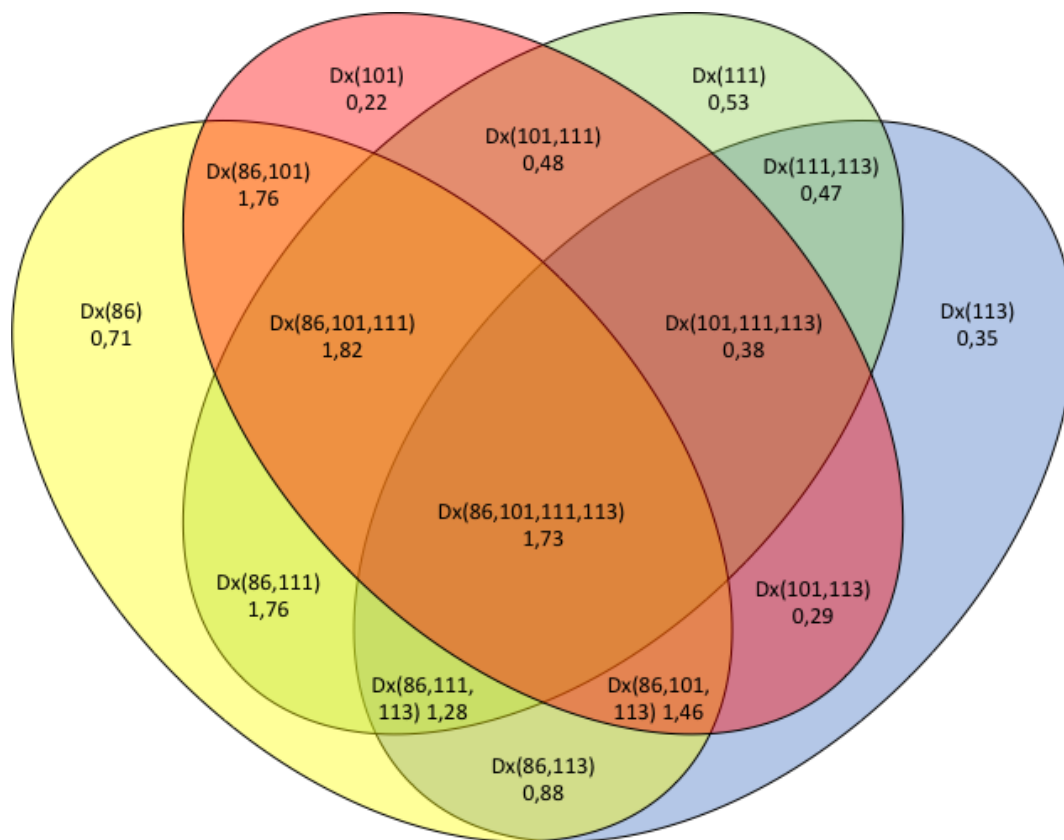 Dx(101)
0,22
Dx(111)
0,53
Dx(101,111)
0,48
Dx(86,101)
1,76
Dx(111,113)
0,47
Dx(86)
0,71
Dx(86,101,111)
1,82
Dx(101,111,113)
0,38
Dx(113)
0,35
Dx(86,101,111,113)
1,73
Dx(86,111)
1,76
Dx(101,113)
0,29
Dx(86,111,
113) 1,28
Dx(86,101,
113) 1,46
Dx(86,113)
0,88